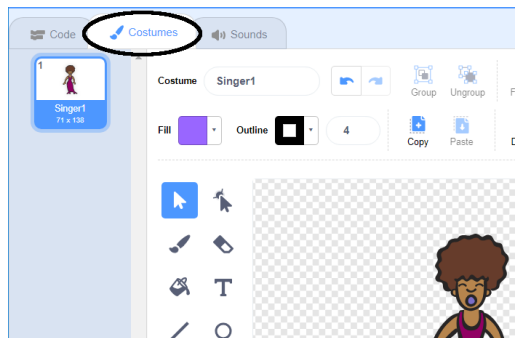 Code Costumes Sounds
1
Singer1
71 x 138
Costume Singer1
Group Ungroup
Fill Outline 4
Copy Paste
T